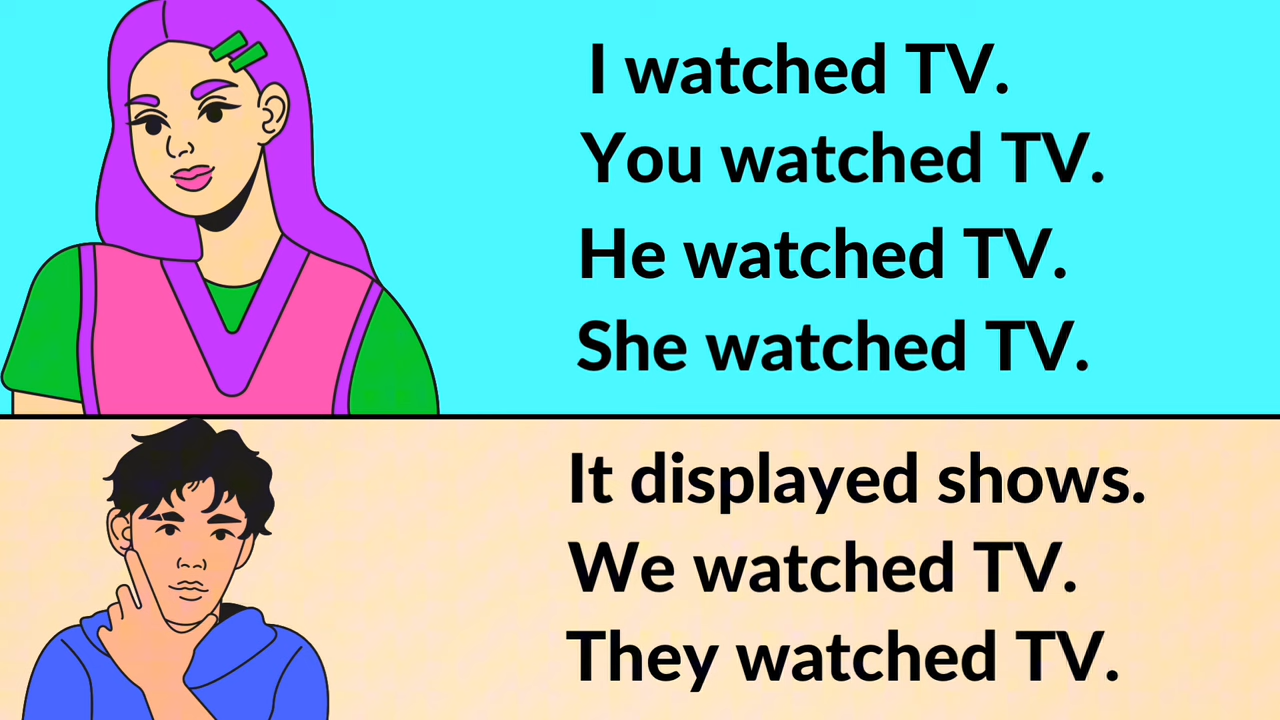 I watched TV.
You watched TV.
He watched TV.
She watched TV.
It displayed shows.
We watched TV.
They watched TV.